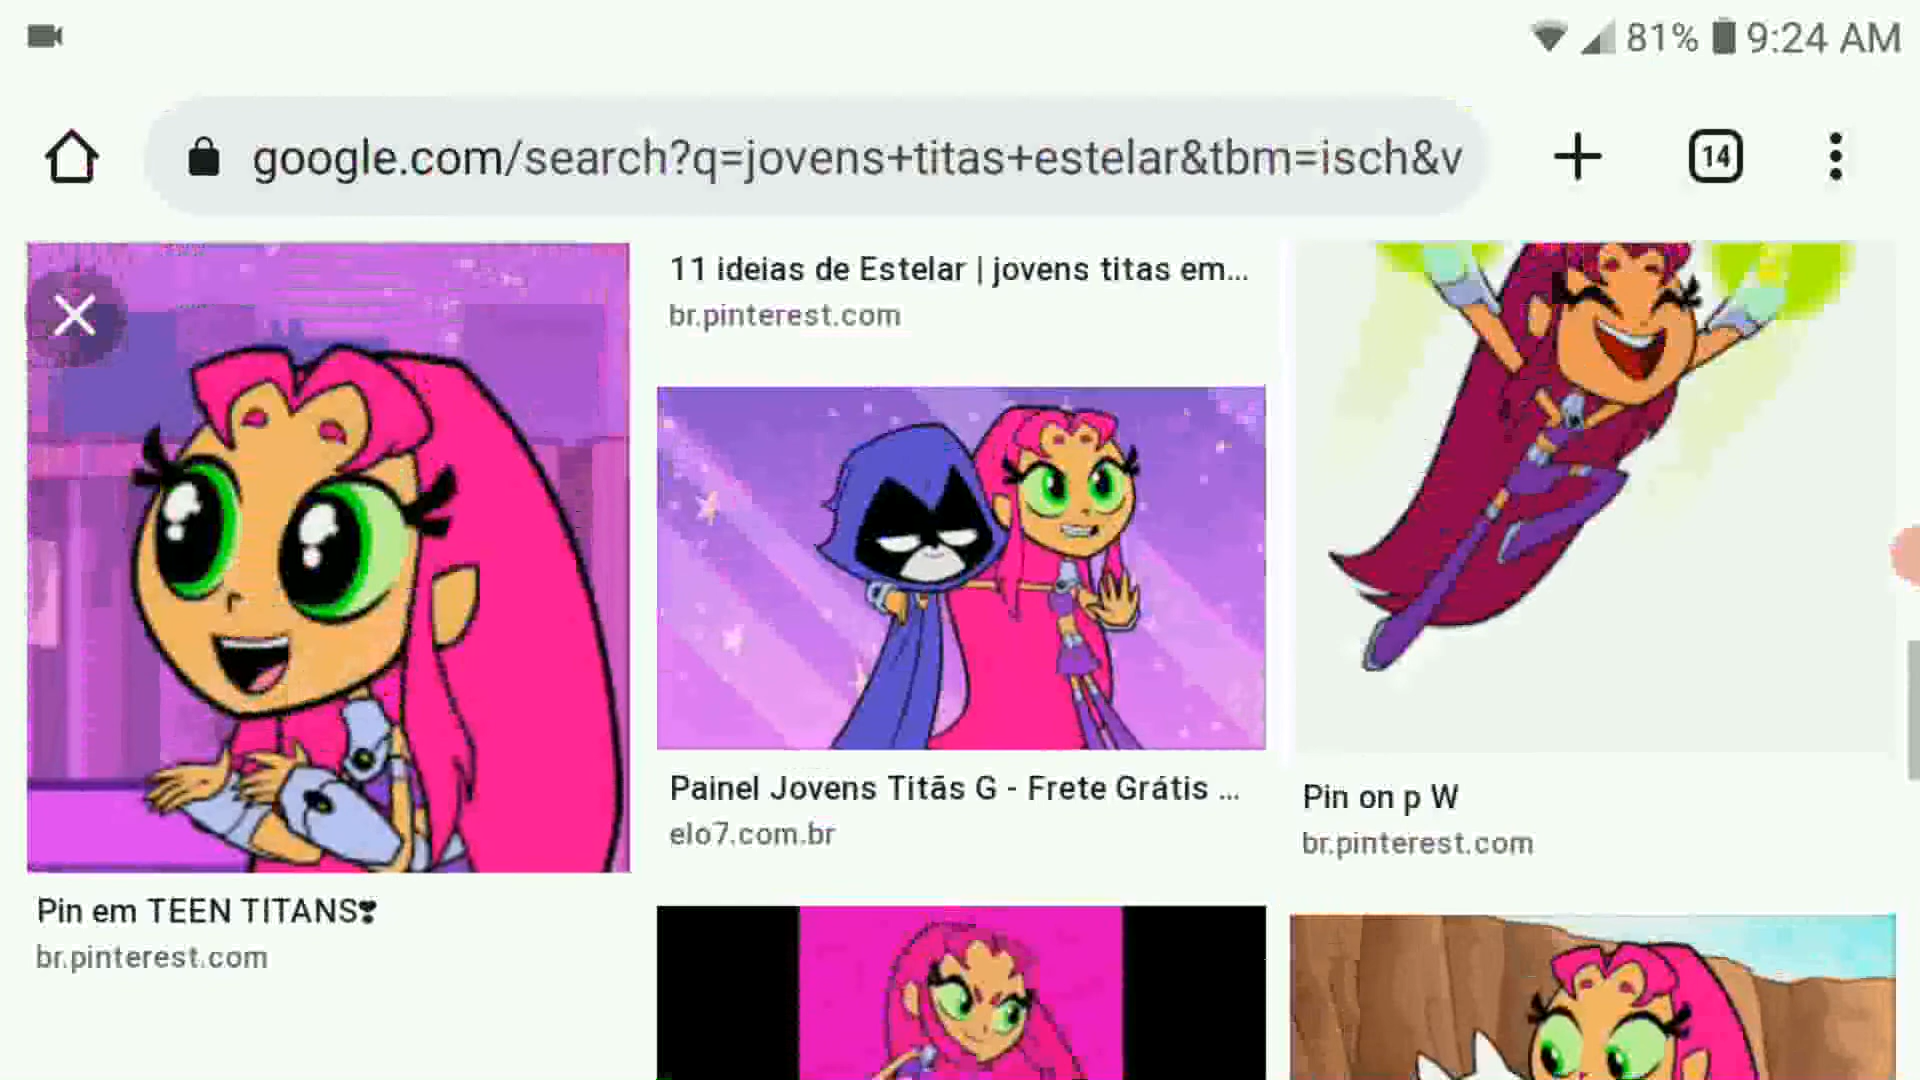 81% 9:24 AM
google.com/search?q=jovens+titas+estelar&tbm=isch&v
14
11 ideias de Estelar | jovens titas em...
br.pinterest.com
Painel Jovens Titãs G - Frete Grátis ...
elo7.com.br
Pin on p W
br.pinterest.com
Pin em TEEN TITANS❣
br.pinterest.com